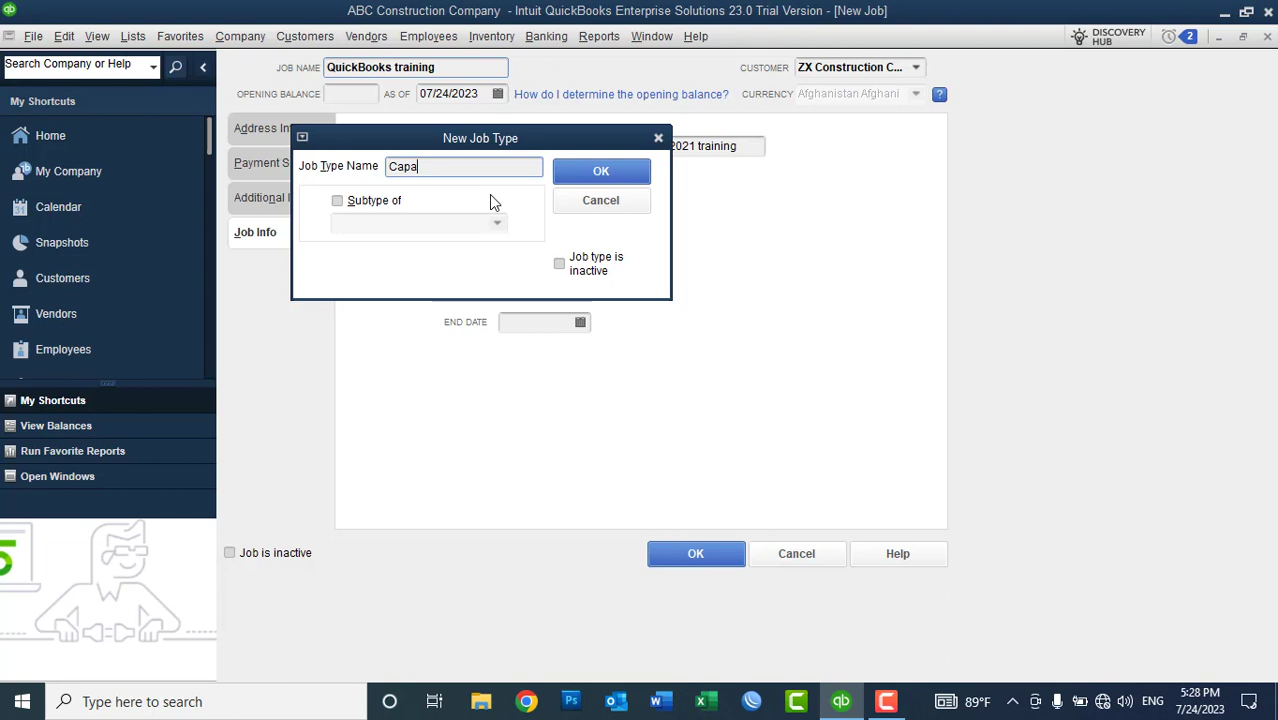 ABC Construction Company - Intuit QuickBooks Enterprise Solutions 23.0 Trial Version - [New Job]
File Edit View Lists Favorites Company Customers Vendors Employees Inventory Banking Reports Window Help
DISCOVERY HUB
2
Search Company or Help
My Shortcuts
Home
My Company
Calendar
Snapshots
Customers
Vendors
Employees
My Shortcuts
View Balances
Run Favorite Reports
Open Windows
JOB NAME QuickBooks training
CUSTOMER ZX Construction C...
OPENING BALANCE AS OF 07/24/2023 How do I determine the opening balance? CURRENCY Afghanistan Afghani ?
Address In
Payment S
Additional I
Job Info
2021 training
New Job Type
Job Type Name Capa OK
Subtype of Cancel
Job type is
inactive
END DATE
Job is inactive OK Cancel Help
Type here to search
89°F ENG
5:28 PM
7/24/2023